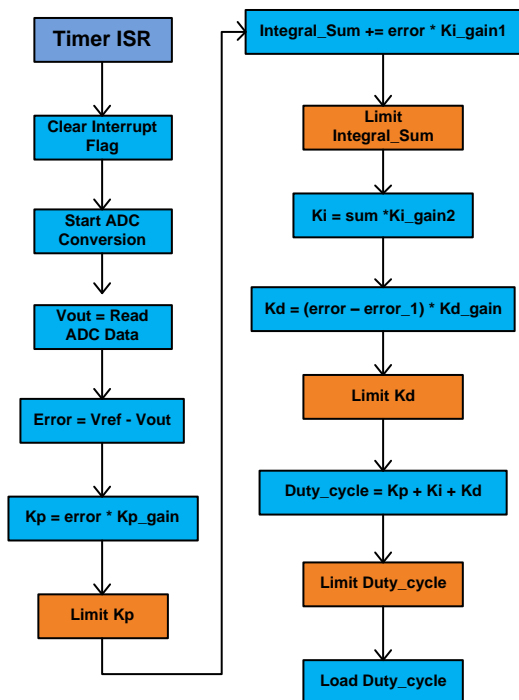 Timer ISR
Clear Interrupt
Flag
Start ADC
Conversion
Vout = Read
ADC Data
Error = Vref - Vout
Kp = error * Kp_gain
Limit Kp
Integral_Sum += error * Ki_gain1
Limit
Integral_Sum
Ki = sum *Ki_gain2
Kd = (error – error_1) * Kd_gain
Limit Kd
Duty_cycle = Kp + Ki + Kd
Limit Duty_cycle
Load Duty_cycle